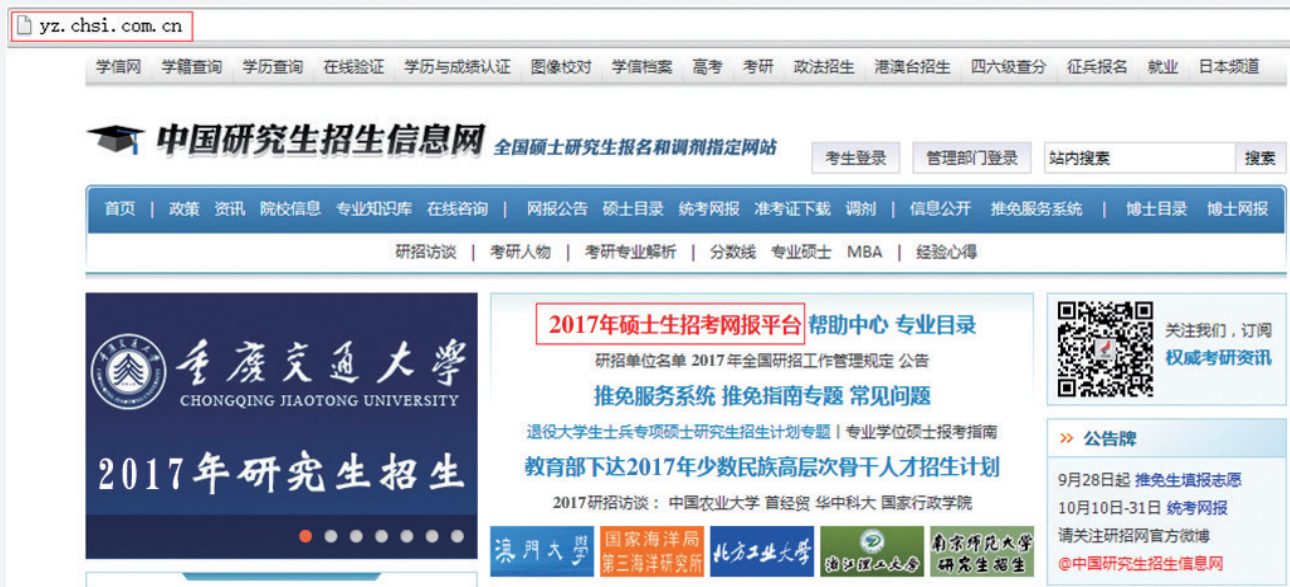 yz.chsi.com.cn
学信网 学籍查询 学历查询 在线验证 学历与成绩认证 图像校对 学信档案 高考 考研 政法招生 港澳台招生 四六级查分 征兵报名 就业 日本频道
中国研究生招生信息网 全国硕士研究生报名和调剂指定网站
考生登录 管理部门登录 站内搜索 搜索
首页 | 政策 资讯 院校信息 专业知识库 在线咨询 | 网报公告 硕士目录 统考网报 准考证下载 调剂 | 信息公开 推免服务系统 | 博士目录 博士网报
研招访谈 | 考研人物 | 考研专业解析 | 分数线 专业硕士 MBA | 经验心得
重庆交通大学
CHONGQING JIAOTONG UNIVERSITY
2017年研究生招生
2017年硕士生招考网报平台 帮助中心 专业目录
研招单位名单 2017年全国研招工作管理规定 公告
推免服务系统 推免指南专题 常见问题
退役大学生士兵专项硕士研究生招生计划专题 | 专业学位硕士报考指南
教育部下达2017年少数民族高层次骨干人才招生计划
2017研招访谈： 中国农业大学 首经贸 华中科大 国家行政学院
澳門大學
国家海洋局
第三海洋研究所
北方工业大学
浙江理工大学
南京师范大学
研究生招生
关注我们，订阅
权威考研资讯
公告牌
9月28日起 推免生填报志愿
10月10日-31日 统考网报
请关注研招网官方微博
@中国研究生招生信息网